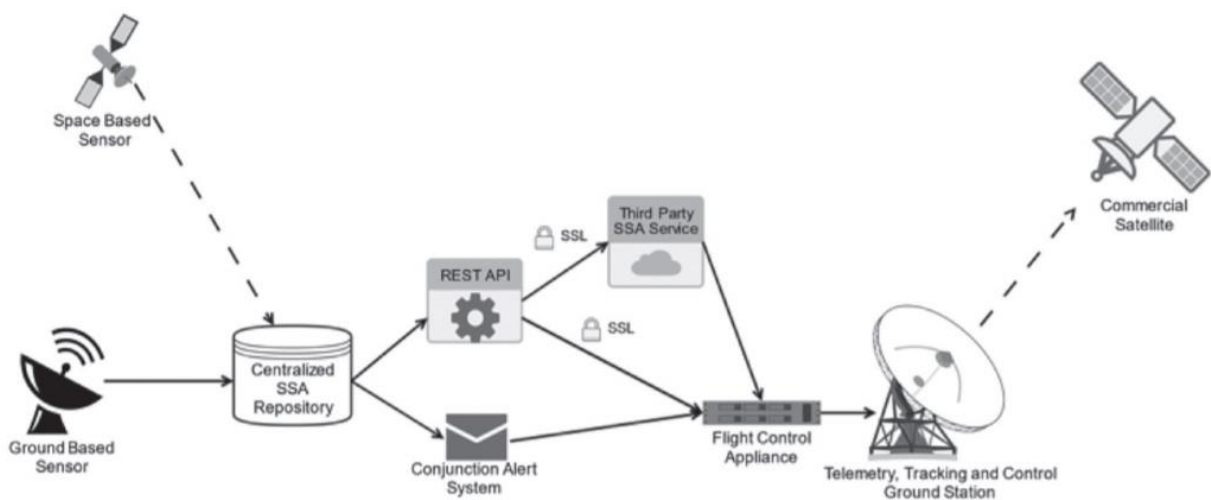 Space Based
Sensor
Commercial
Satellite
Third Party
SSA Service
SSL
REST API
SSL
Centralized
SSA
Repository
Ground Based
Sensor
Conjunction Alert
System
Flight Control
Appliance
Telemetry, Tracking and Control
Ground Station